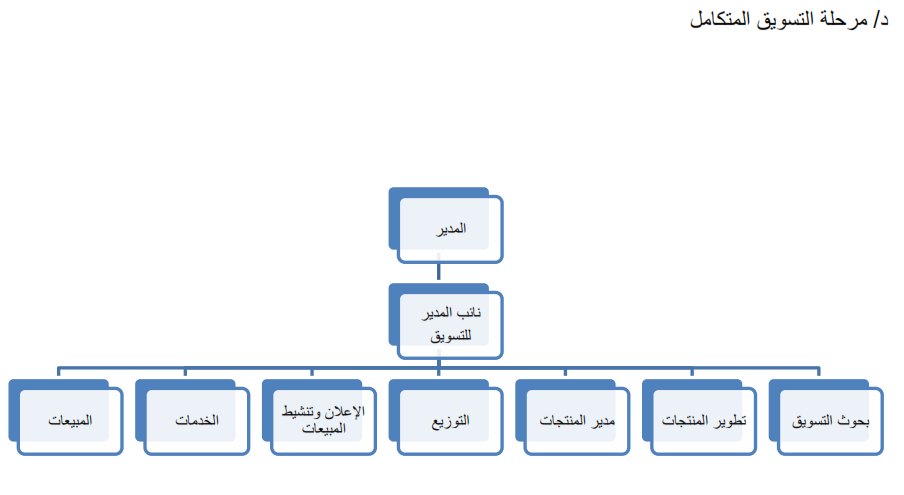 د/ مرحلة التسويق المتكامل
المدير
نائب المدير
للتسويق
بحوث التسويق
تطوير المنتجات
مدير المنتجات
التوزيع
الإعلان وتنشيط
المبيعات
الخدمات
المبيعات